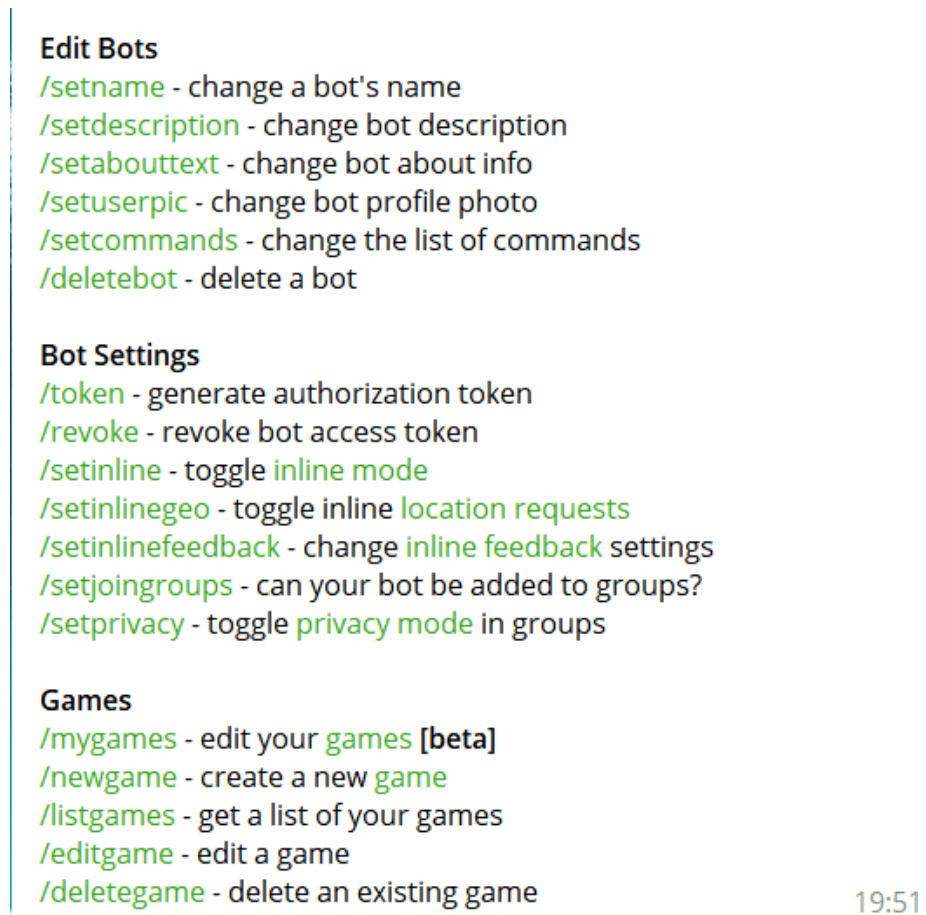 Edit Bots
/setname - change a bot's name
/setdescription - change bot description
/setabouttext - change bot about info
/setuserpic - change bot profile photo
/setcommands - change the list of commands
/deletebot - delete a bot
Bot Settings
/token - generate authorization token
/revoke - revoke bot access token
/setinline - toggle inline mode
/setinlinegeo - toggle inline location requests
/setinlinefeedback - change inline feedback settings
/setjoingroups - can your bot be added to groups?
/setprivacy - toggle privacy mode in groups
Games
/mygames - edit your games [beta]
/newgame - create a new game
/listgames - get a list of your games
/editgame - edit a game
/deletegame - delete an existing game
19:51